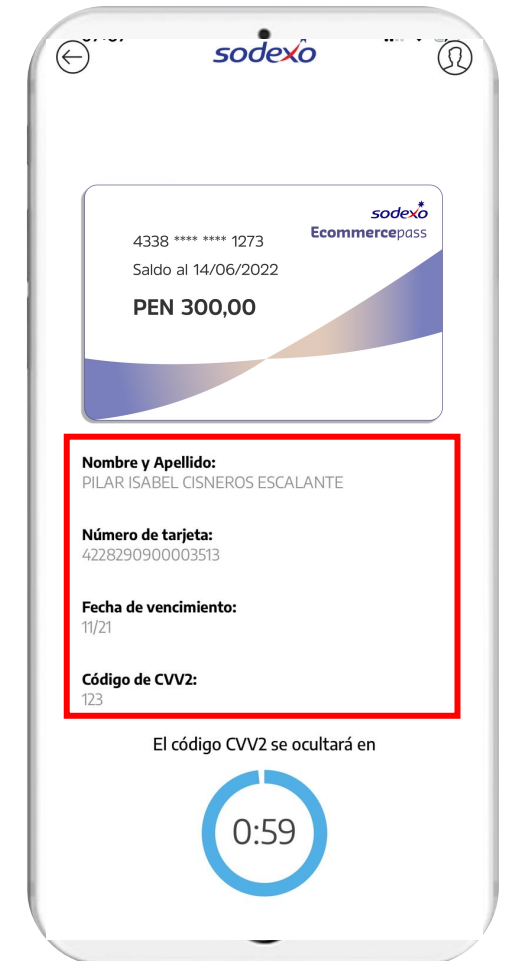 sodexo
sodexo
Ecommercepass
4338 **** **** 1273
Saldo al 14/06/2022
PEN 300,00
Nombre y Apellido:
PILAR ISABEL CISNEROS ESCALANTE
Número de tarjeta:
4228290900003513
Fecha de vencimiento:
11/21
Código de CVV2:
123
El código CVV2 se ocultará en
0:59